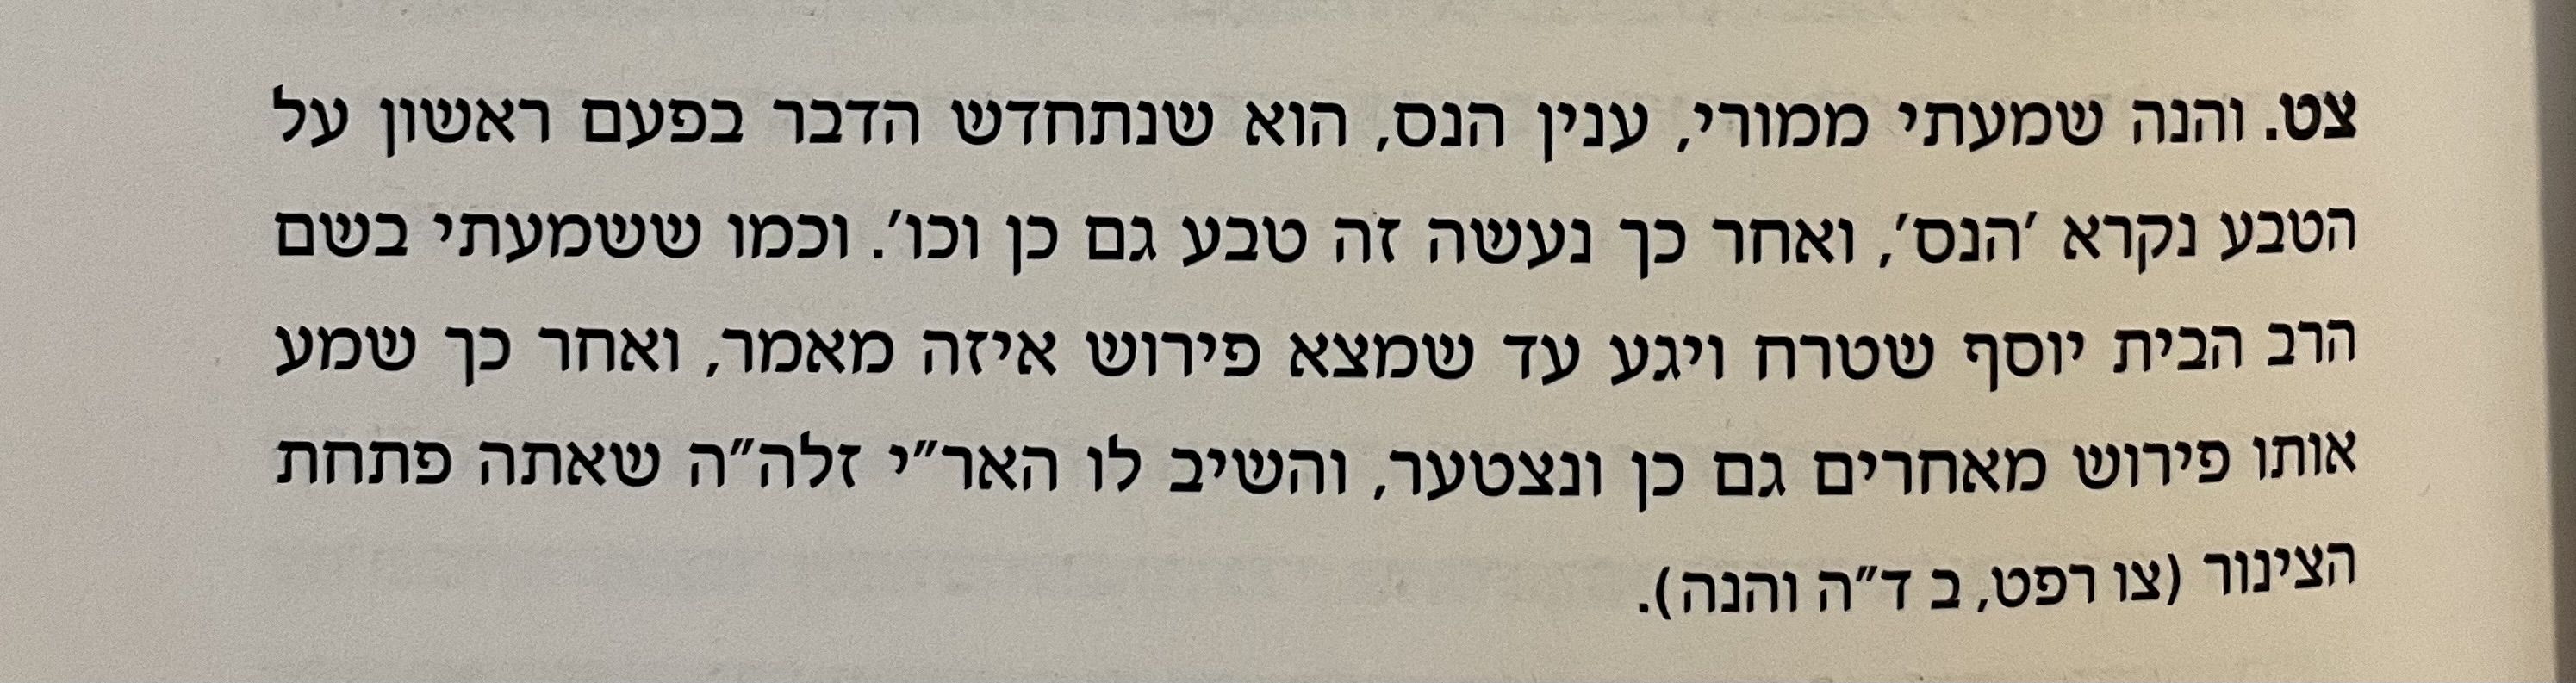 צט. והנה שמעתי ממורי, ענין הנס, הוא שנתחדש הדבר בפעם ראשון על
הטבע נקרא 'הנס', ואחר כך נעשה זה טבע גם כן וכו'. וכמו ששמעתי בשם
הרב הבית יוסף שטרח ויגע עד שמצא פירוש איזה מאמר, ואחר כך שמע
אותו פירוש מאחרים גם כן ונצטער, והשיב לו האר"י זלה"ה שאתה פתחת
הצינור (צו רפט, ב ד"ה והנה).